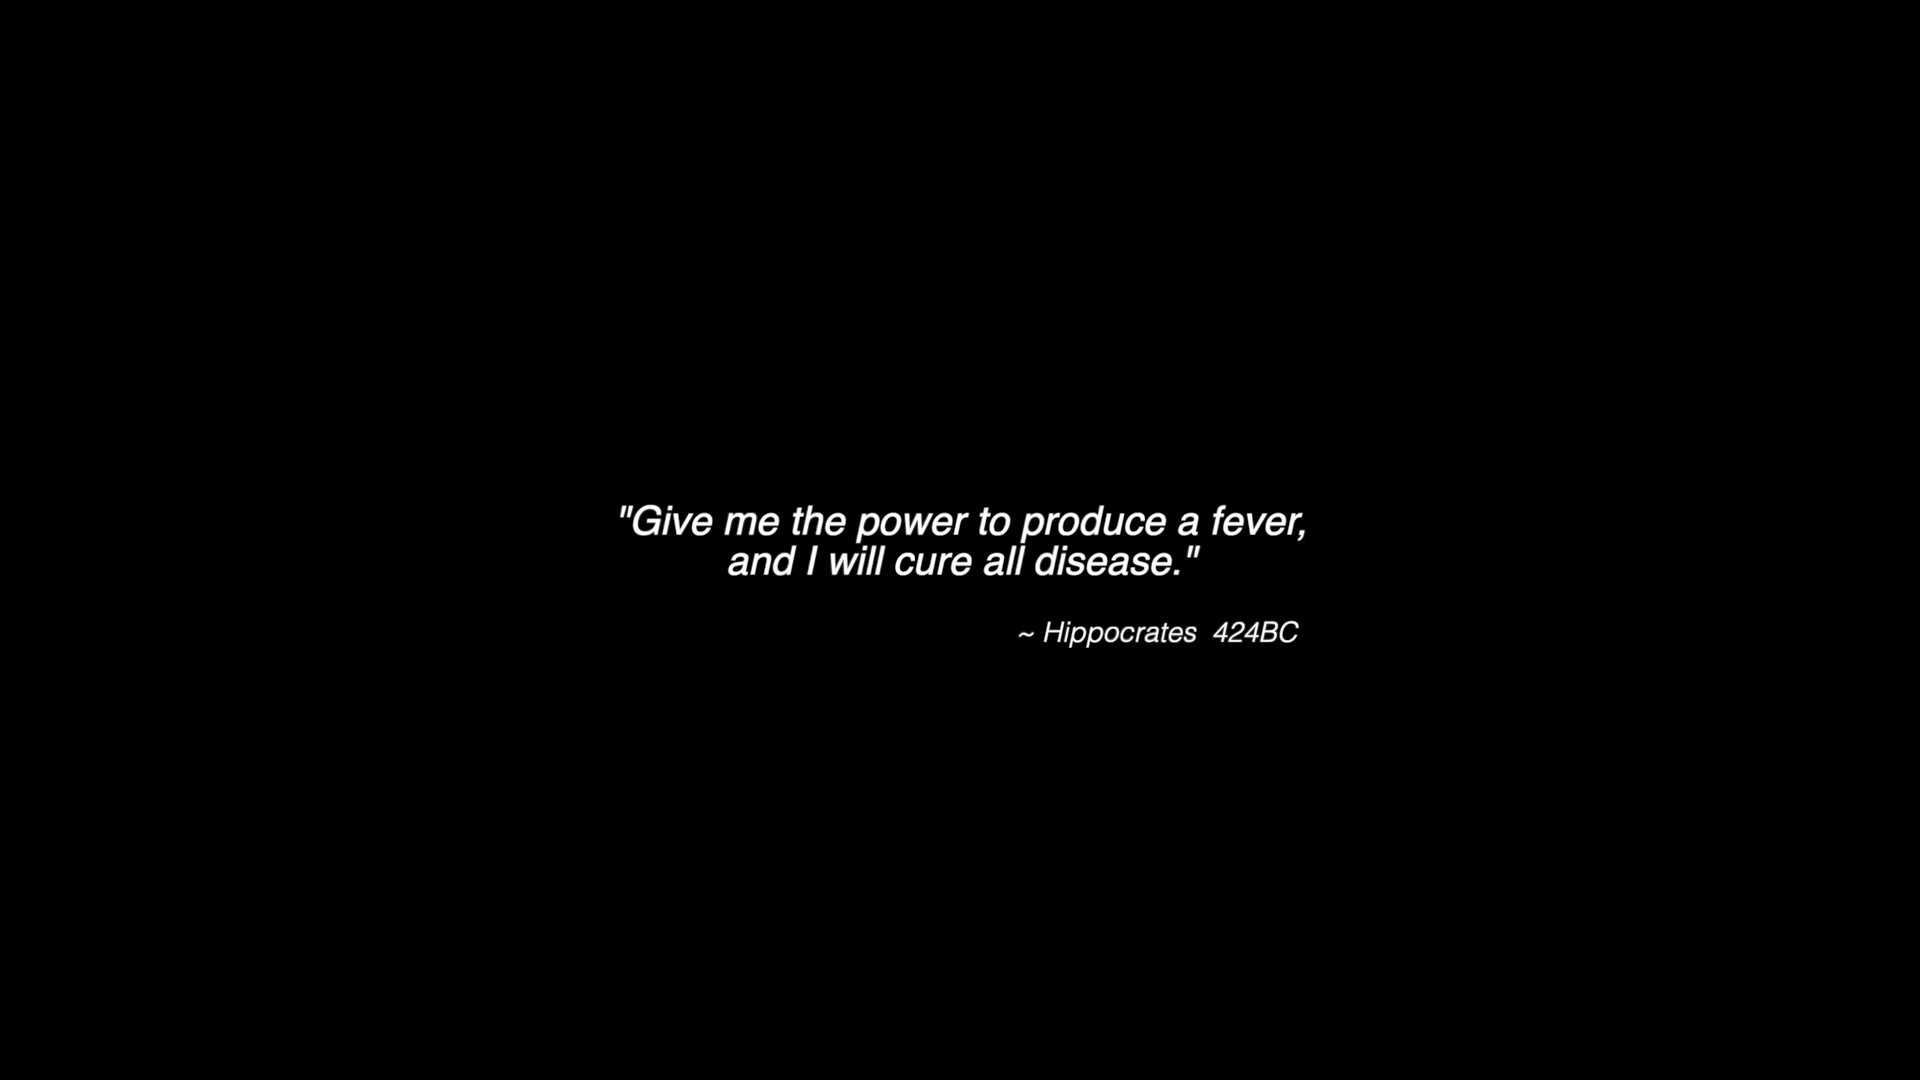 "Give me the power to produce a fever,
and I will cure all disease."
~ Hippocrates  424BC